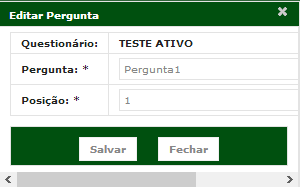 Editar Pergunta
Questionário: TESTE ATIVO
Pergunta: * Pergunta1
Posição: * 1
Salvar Fechar